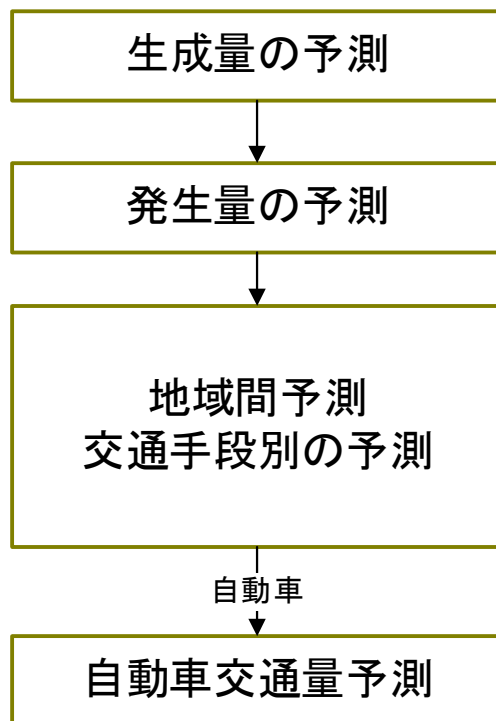 生成量の予測
発生量の予測
地域間予測
交通手段別の予測
自動車
自動車交通量予測